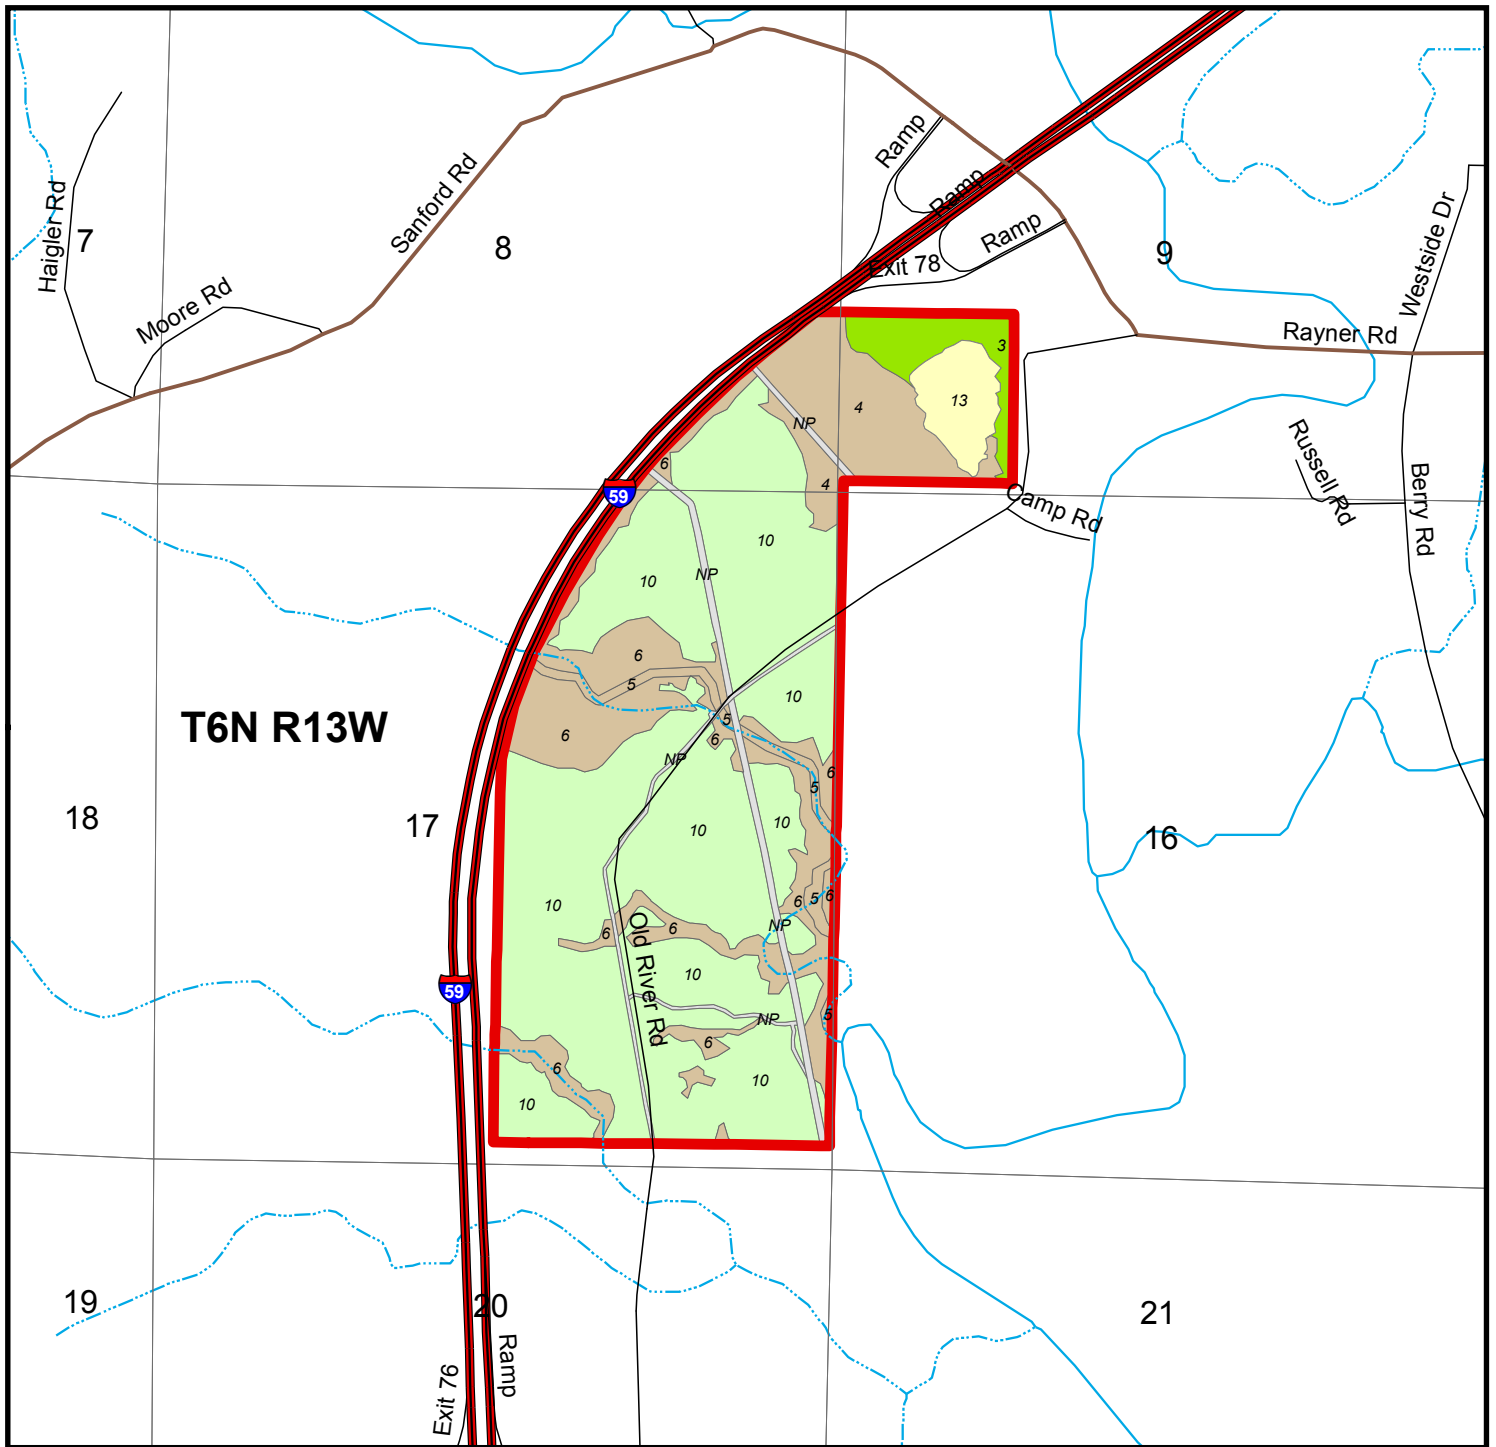 Ramp
Ramp
Sanford Rd
Haigler Rd
7
8
Ramp
9
Westside Dr
Exit 78
Moore Rd
Rayner Rd
3
13
4
NP
6
4
59
Russell Rd
Camp Rd
Berry Rd
10
NP
10
6
5
10
T6N R13W
5
6
6
NP
6
5
18
17
10
10
16
10
6
5
6
6
6
NP
Old River Rd
10
59
5
NP
6
6
10
10
19
20
21
Exit 76
Ramp